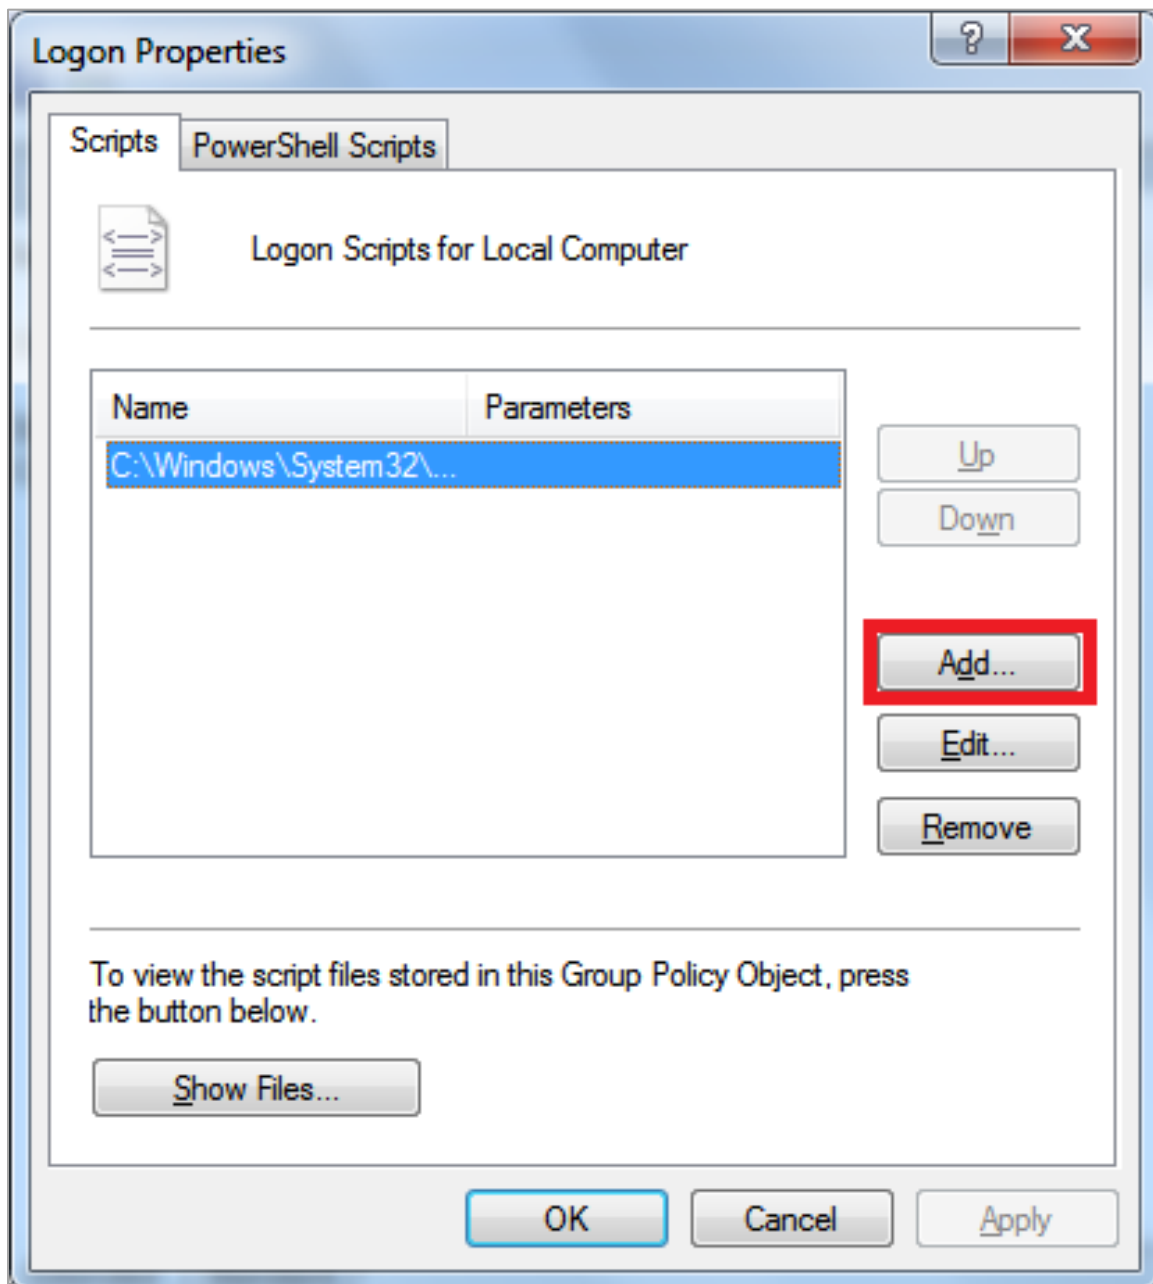 Logon Properties
?
X
Scripts
PowerShell Scripts
<-->
<-->
Logon Scripts for Local Computer
Name
Parameters
C:\Windows\System32\...
Up
Down
Add...
Edit...
Remove
To view the script files stored in this Group Policy Object, press
the button below.
Show Files...
OK
Cancel
Apply